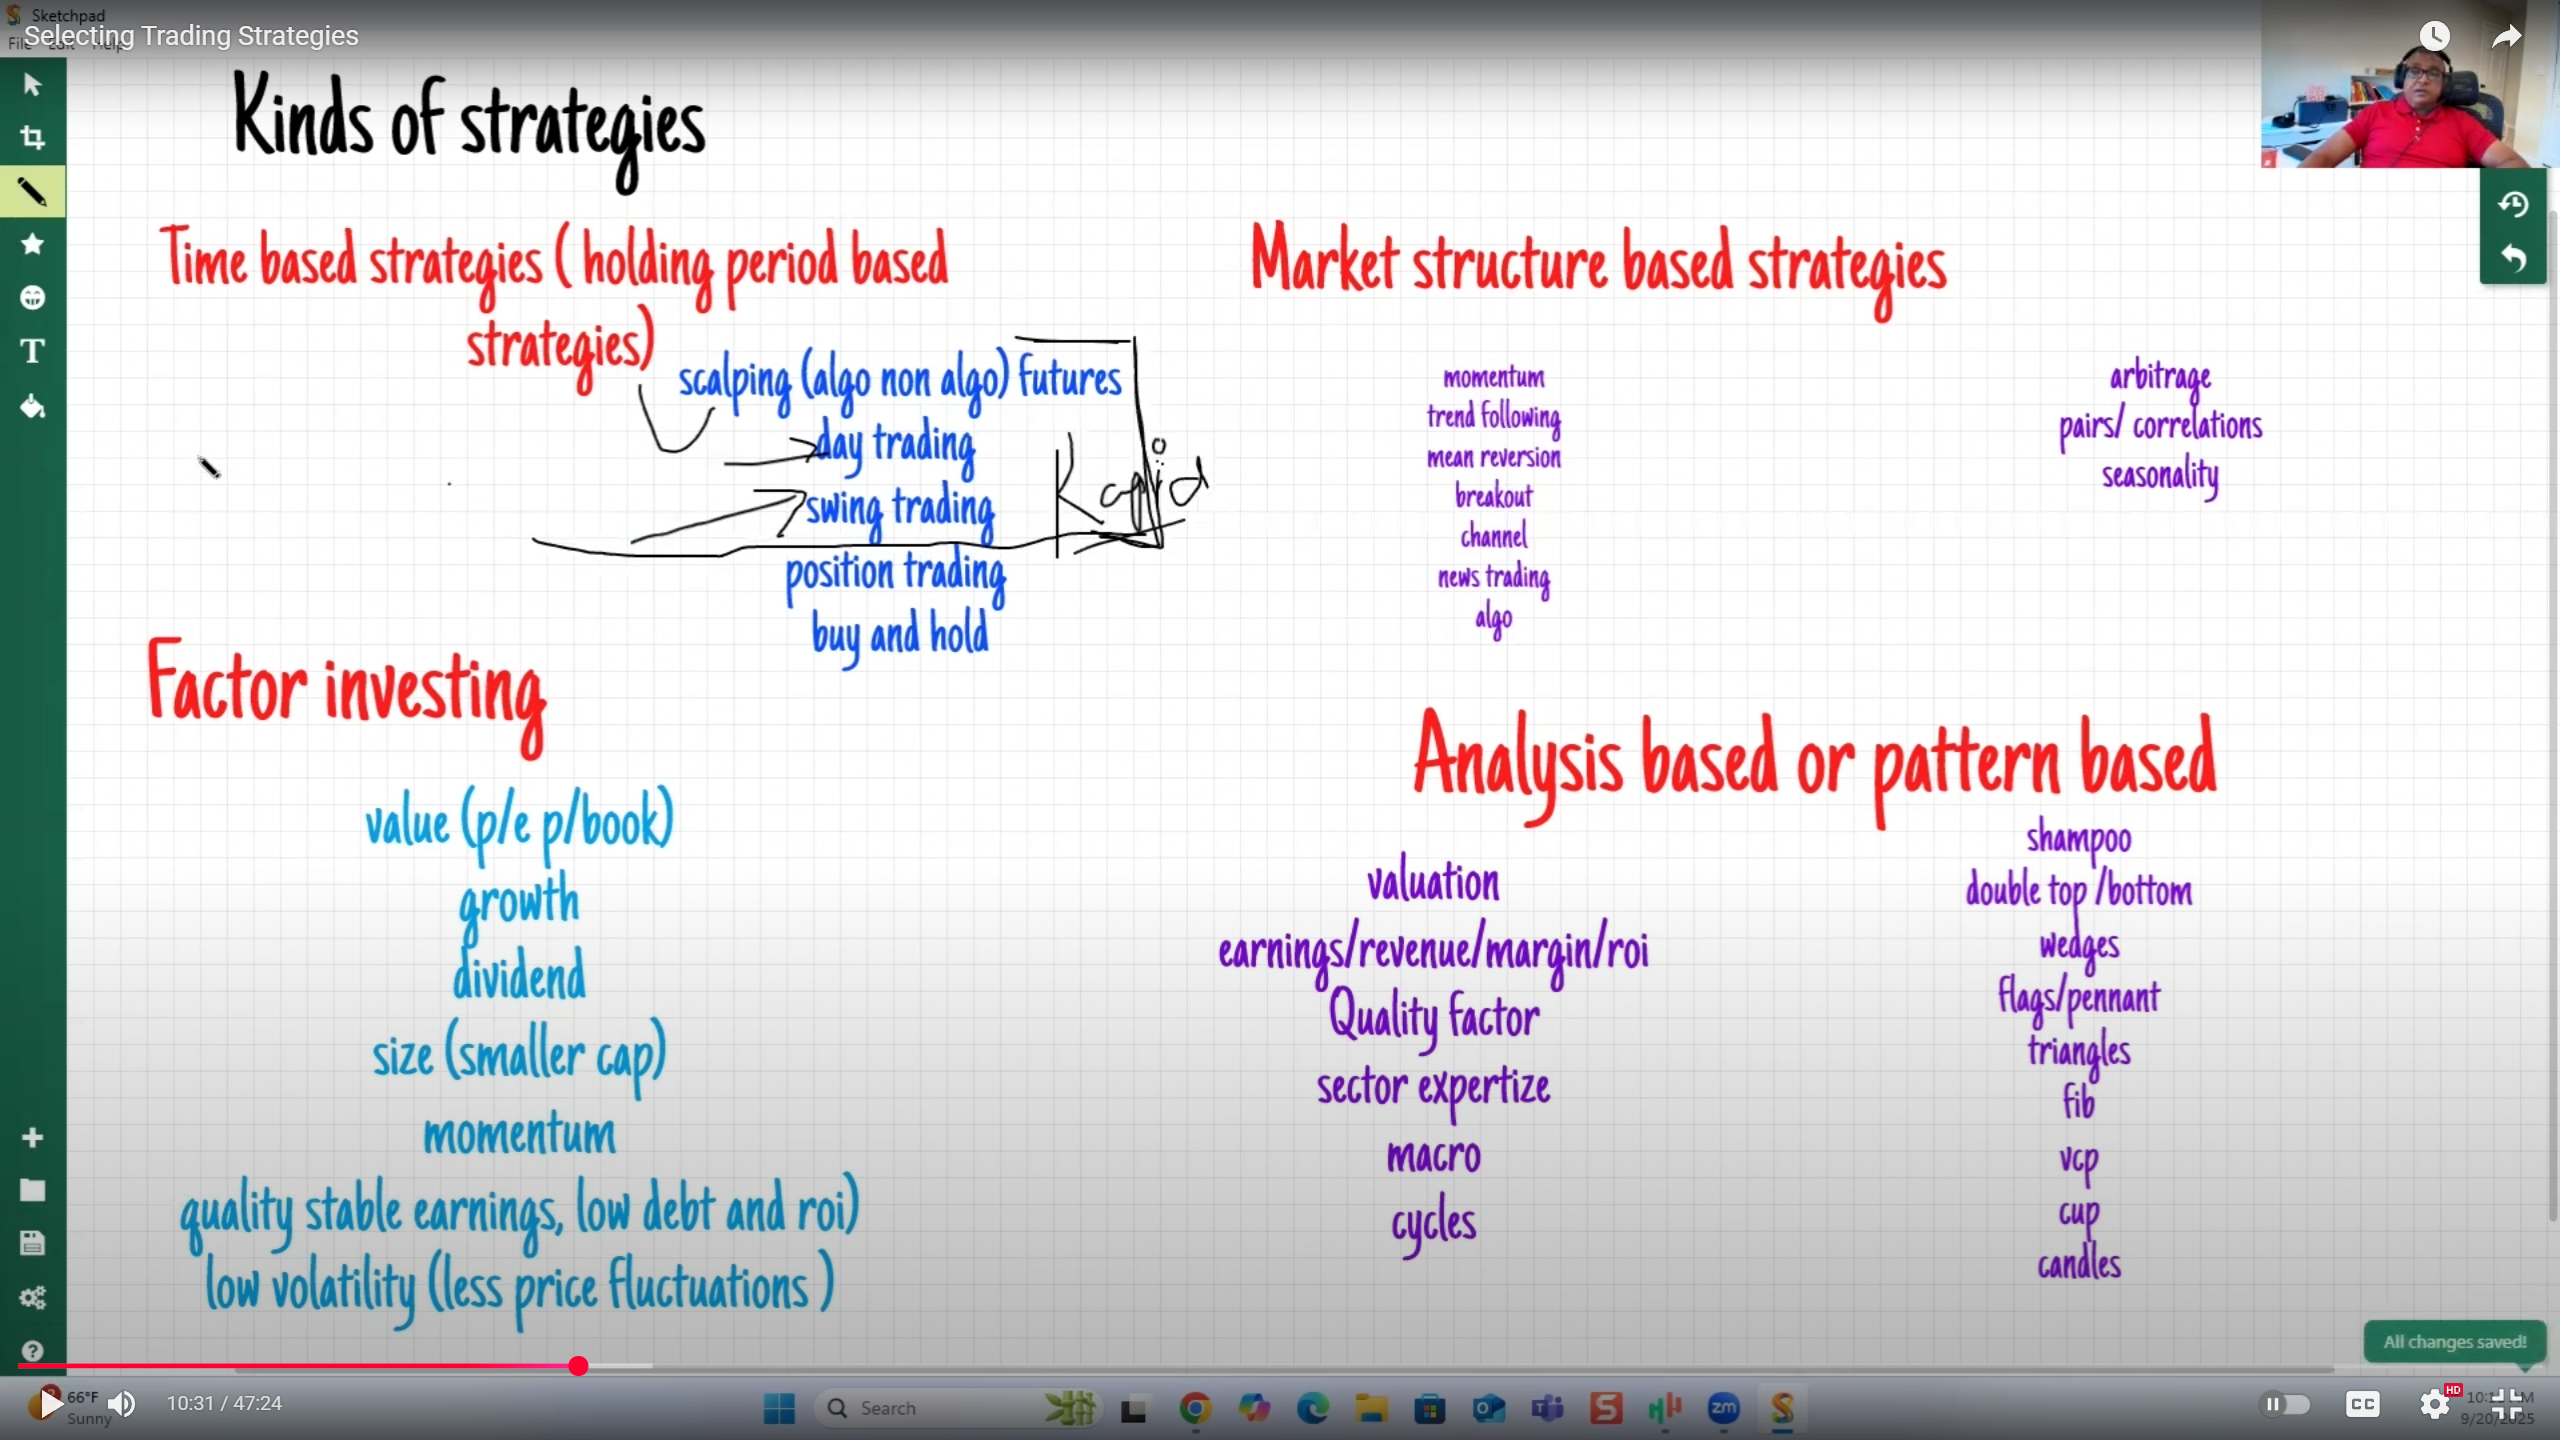 Sketchpad
Selecting Trading Strategies
Kinds of strategies
Time based strategies ( holding period based
strategies)
scalping (algo non algo) futures
day trading
swing trading
position trading
buy and hold
Rapid
Market structure based strategies
momentum
trend following
mean reversion
breakout
channel
news trading
algo
arbitrage
pairs/ correlations
seasonality
Factor investing
value (p/e p/book)
growth
dividend
size (smaller cap)
momentum
quality stable earnings, low debt and roi)
low volatility (less price fluctuations )
Analysis based or pattern based
valuation
earnings/revenue/margin/roi
Quality factor
sector expertize
macro
cycles
shampoo
double top /bottom
wedges
flags/pennant
triangles
fib
vcp
cup
candles
All changes saved!
66°F
Sunny
10:31 / 47:24
Search
zm
CC
HD